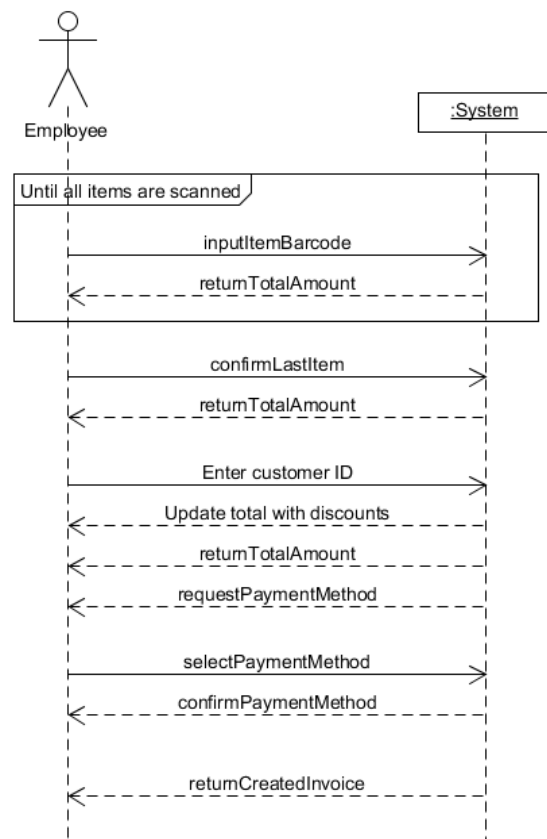 Employee
:System
Until all items are scanned
inputItemBarcode
returnTotalAmount
confirmLastItem
returnTotalAmount
Enter customer ID
Update total with discounts
returnTotalAmount
requestPaymentMethod
selectPaymentMethod
confirmPaymentMethod
returnCreatedInvoice